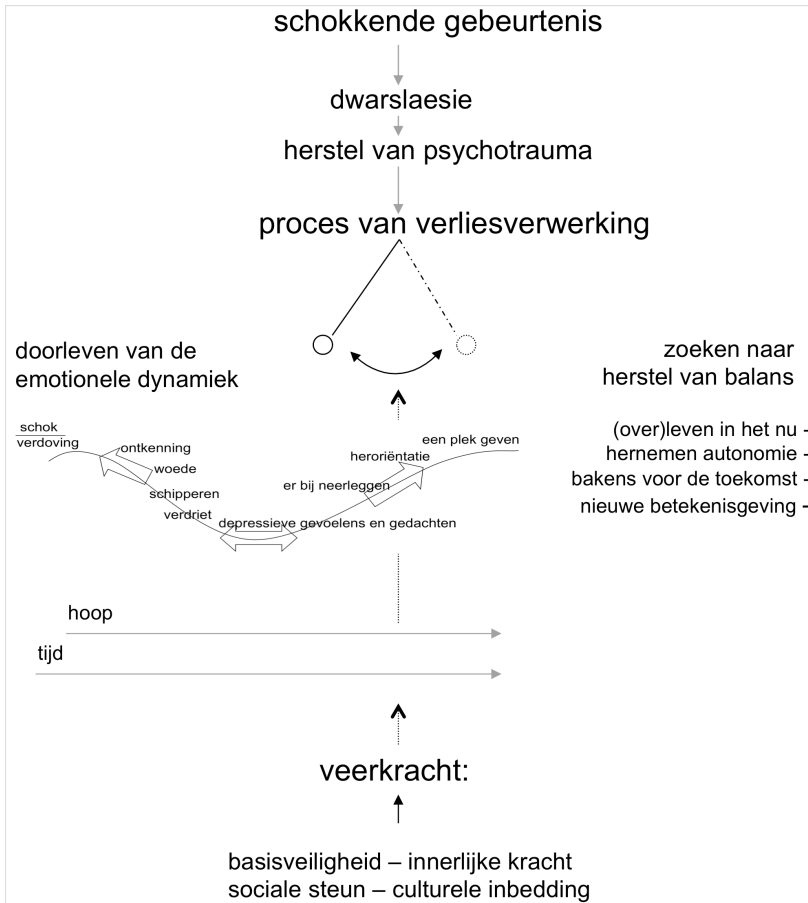 schokkende gebeurtenis
dwarslaesie
herstel van psychotrauma
proces van verliesverwerking
doorleven van de
emotionele dynamiek
zoeken naar
herstel van balans
schok
verdoving
ontkenning
woede
schipperen
verdriet
depressieve gevoelens en gedachten
er bij neerleggen
heroriëntatie
een plek geven
(over)leven in het nu -
hernemen autonomie -
bakens voor de toekomst -
nieuwe betekenisgeving -
hoop
tijd
veerkracht:
basisveiligheid – innerlijke kracht
sociale steun – culturele inbedding